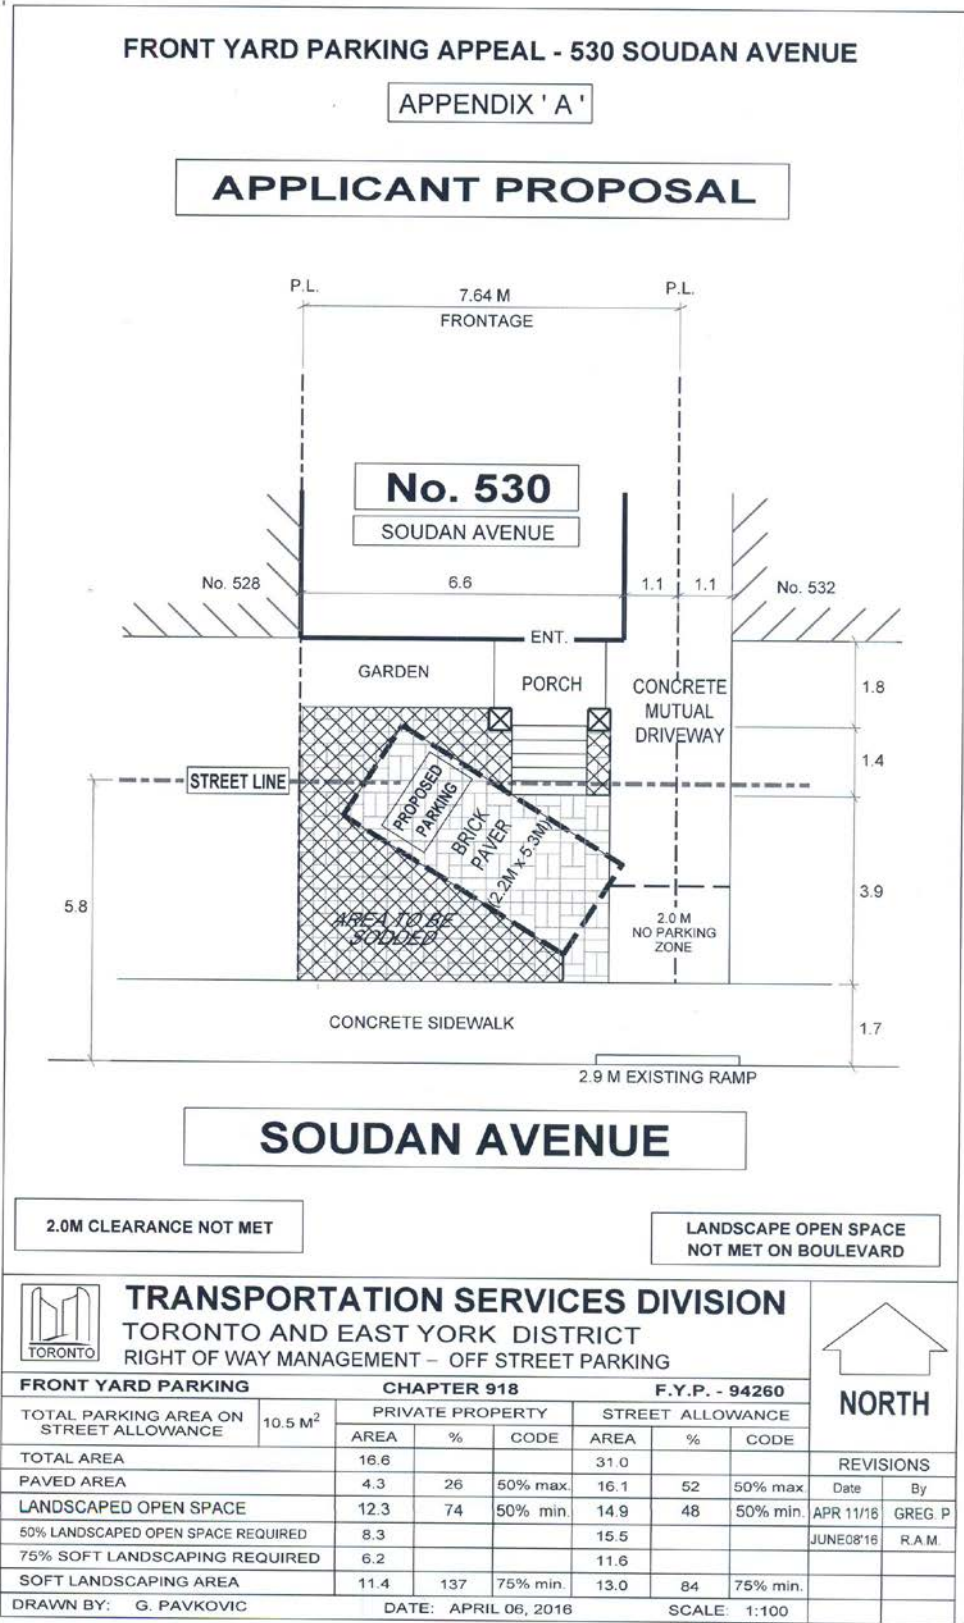 FRONT YARD PARKING APPEAL - 530 SOUDAN AVENUE
APPENDIX ' A '
APPLICANT PROPOSAL
P.L.
7.64 M
P.L.
FRONTAGE
No. 530
SOUDAN AVENUE
No. 528
6.6
1.1
1.1
No. 532
ENT.
GARDEN
PORCH
CONCRETE
MUTUAL
DRIVEWAY
1.8
STREET LINE
1.4
PROPOSED
PARKING
BRICK
PAVER
(2.2M x 5.3M)
5.8
3.9
AREA TO BE
SODDED
2.0 M
NO PARKING
ZONE
CONCRETE SIDEWALK
1.7
2.9 M EXISTING RAMP
SOUDAN AVENUE
2.0M CLEARANCE NOT MET
LANDSCAPE OPEN SPACE
NOT MET ON BOULEVARD
TORONTO
TRANSPORTATION SERVICES DIVISION
TORONTO AND EAST YORK DISTRICT
RIGHT OF WAY MANAGEMENT – OFF STREET PARKING
NORTH
FRONT YARD PARKING CHAPTER 918 F.Y.P. - 94260
TOTAL PARKING AREA ON
STREET ALLOWANCE
10.5 M²
PRIVATE PROPERTY STREET ALLOWANCE
AREA % CODE AREA % CODE
TOTAL AREA 16.6 31.0
REVISIONS
PAVED AREA 4.3 26 50% max. 16.1 52 50% max
Date By
LANDSCAPED OPEN SPACE 12.3 74 50% min. 14.9 48 50% min.
APR 11/16 GREG. P
50% LANDSCAPED OPEN SPACE REQUIRED 8.3 15.5
JUNE08'16 R.A.M.
75% SOFT LANDSCAPING REQUIRED 6.2 11.6
SOFT LANDSCAPING AREA 11.4 137 75% min. 13.0 84 75% min.
DRAWN BY: G. PAVKOVIC DATE: APRIL 06, 2016 SCALE: 1:100